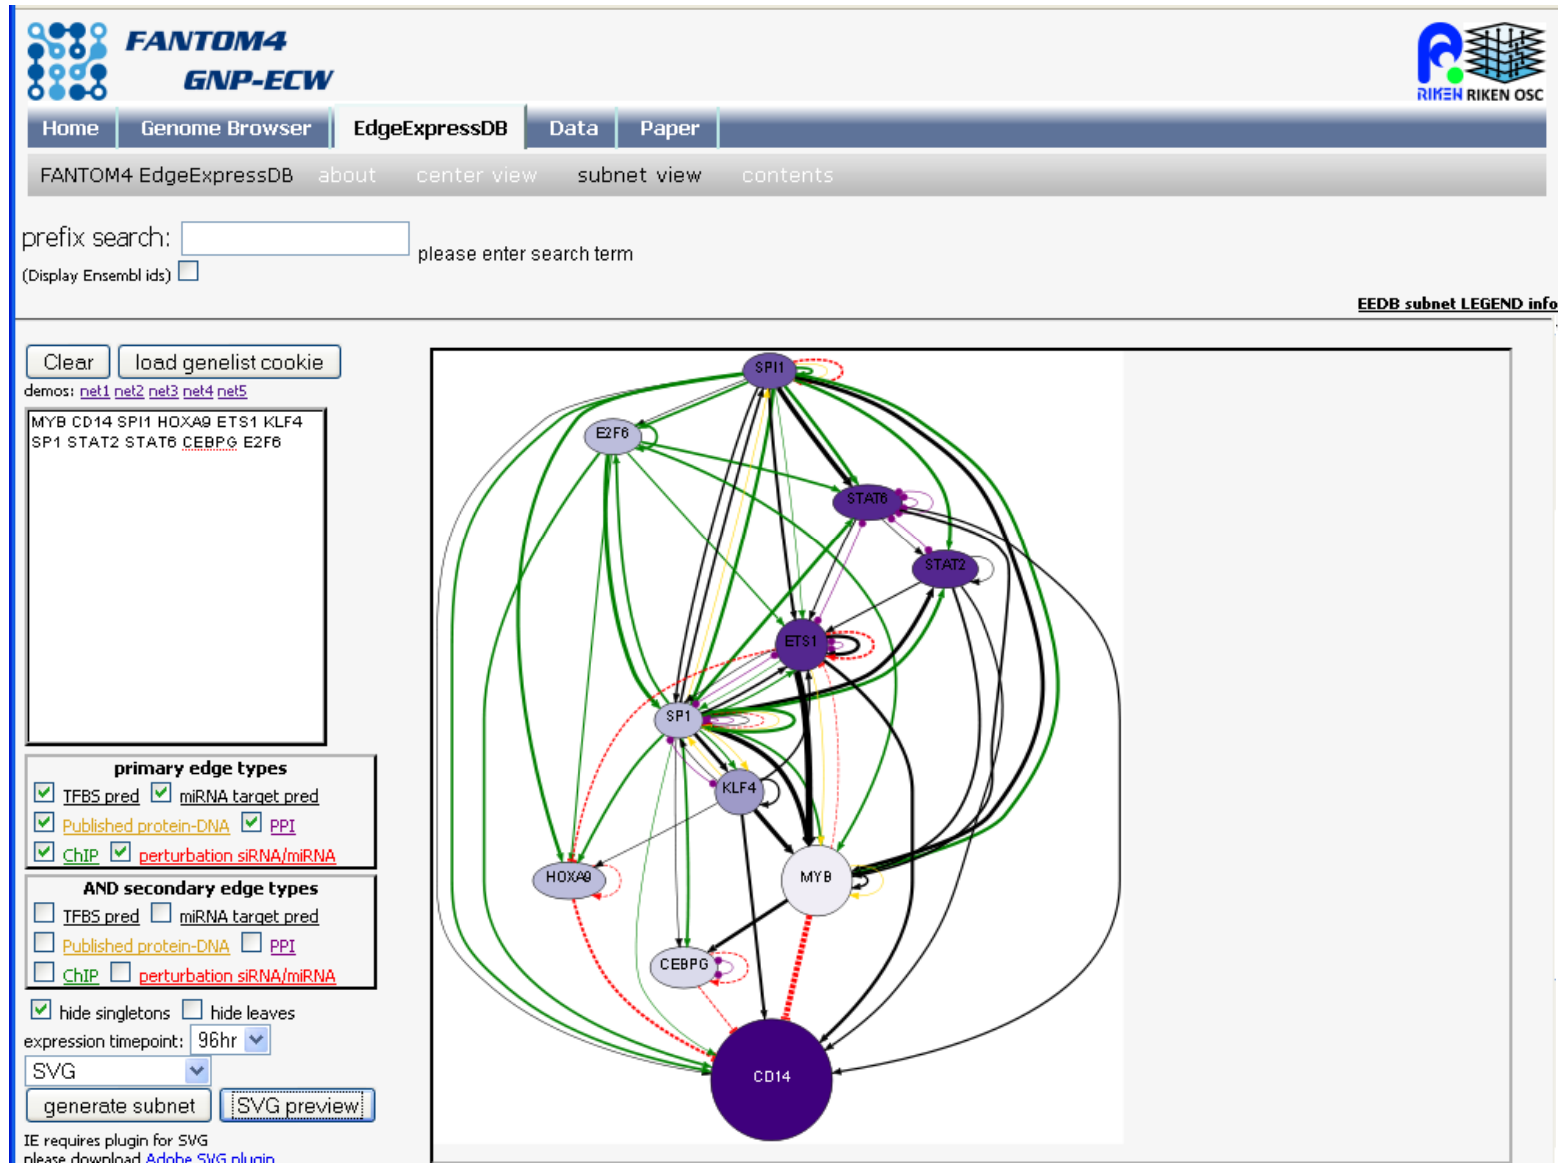 FANTOM4
GNP-ECW
RIKEN RIKEN OSC
Home Genome Browser EdgeExpressDB Data Paper
FANTOM4 EdgeExpressDB about center view subnet view contents
prefix search: please enter search term
(Display Ensembl ids)
EEDB subnet LEGEND info
Clear load genelist cookie
demos: net1 net2 net3 net4 net5
MYB CD14 SPI1 HOXA9 ETS1 KLF4
SP1 STAT2 STAT6 CEBPG E2F6
primary edge types
TFBS pred miRNA target pred
Published protein-DNA PPI
ChIP perturbation siRNA/miRNA
AND secondary edge types
TFBS pred miRNA target pred
Published protein-DNA PPI
ChIP perturbation siRNA/miRNA
hide singletons hide leaves
expression timepoint: 96hr
SVG
generate subnet SVG preview
IE requires plugin for SVG
please download Adobe SVG plugin
SPI1
E2F6
STAT6
STAT2
ETS1
SP1
KLF4
HOXA9
MYB
CEBPG
CD14